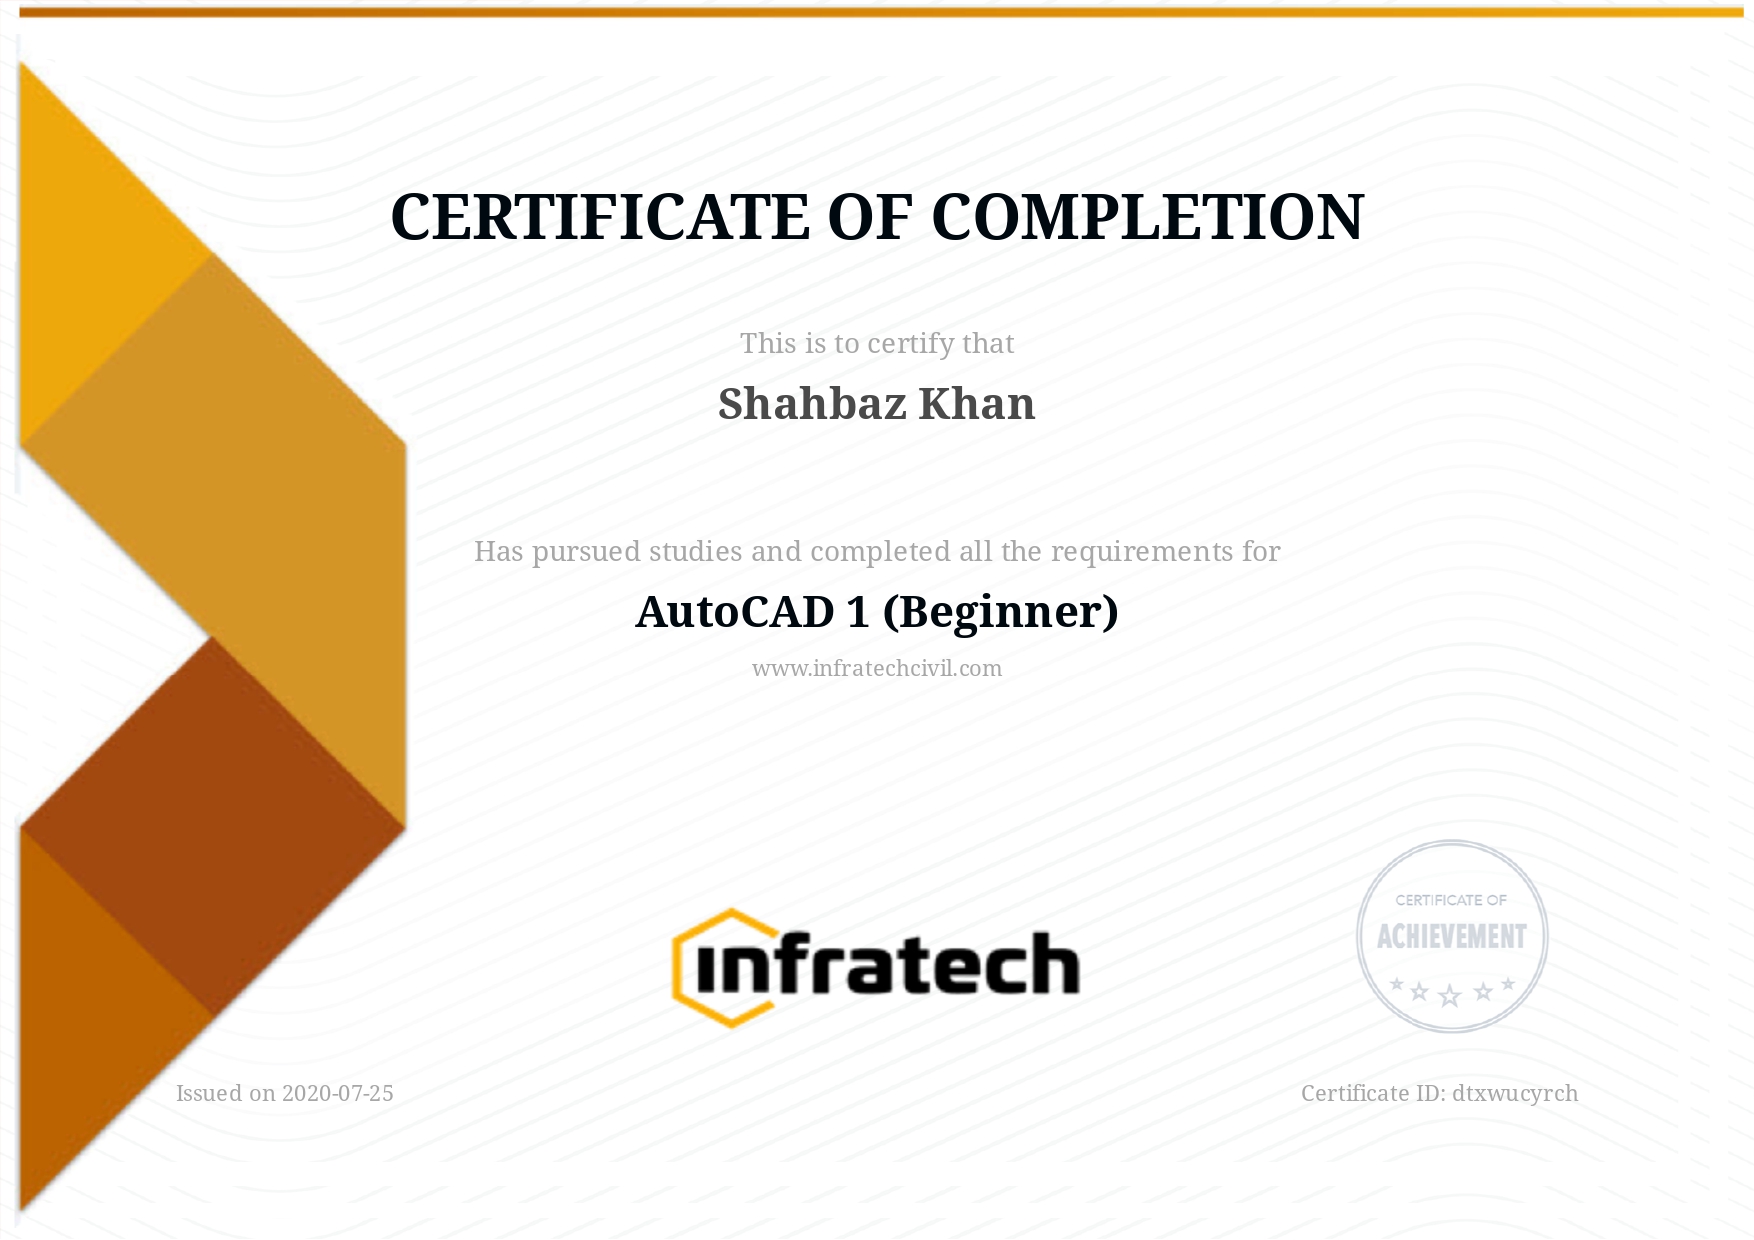 CERTIFICATE OF COMPLETION
This is to certify that
Shahbaz Khan
Has pursued studies and completed all the requirements for
AutoCAD 1 (Beginner)
www.infratechcivil.com
CERTIFICATE OF
ACHIEVEMENT
infratech
Issued on 2020-07-25
Certificate ID: dtxwucyrch